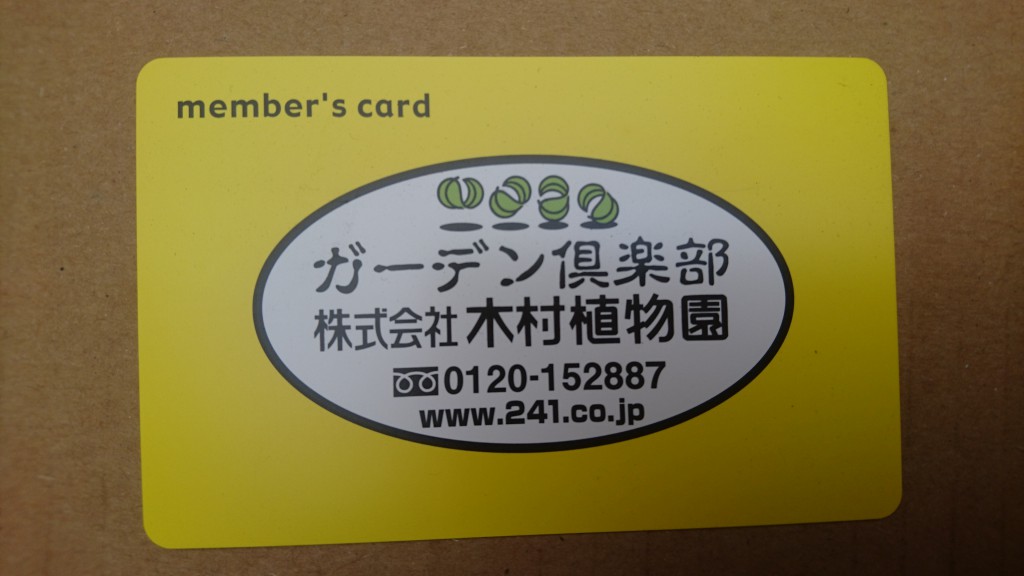 member's card
ガーデン倶楽部
株式会社 木村植物園
0120-152887
www.241.co.jp